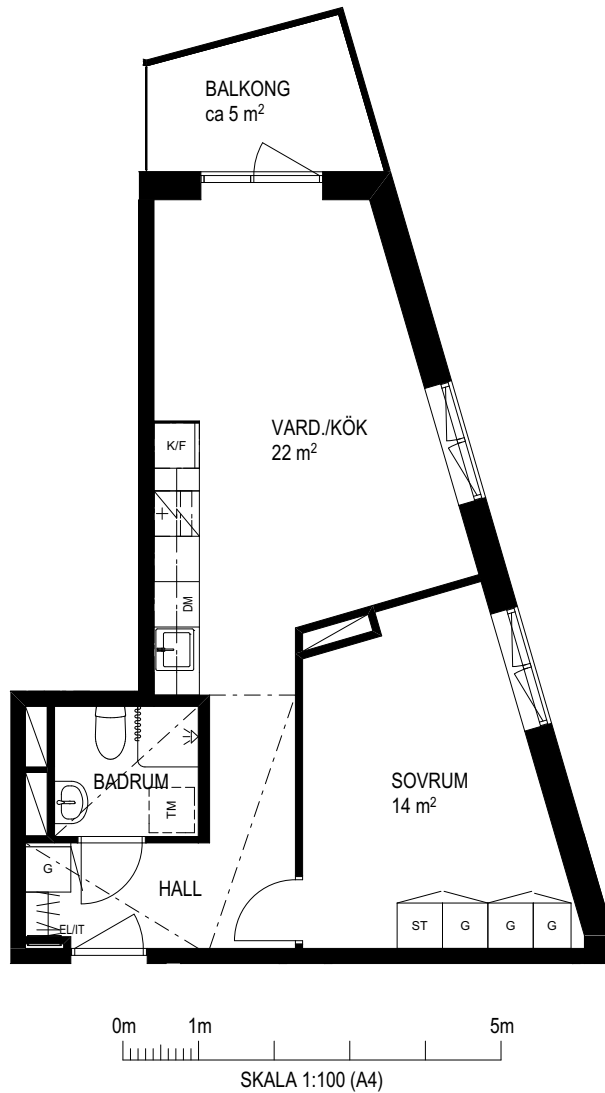 BALKONG
ca 5 m²
K/F
VARD./KÖK
22 m²
DM
BADRUM
TM
SOVRUM
14 m²
G
HALL
EL/IT
ST G G G
0m 1m 5m
SKALA 1:100 (A4)